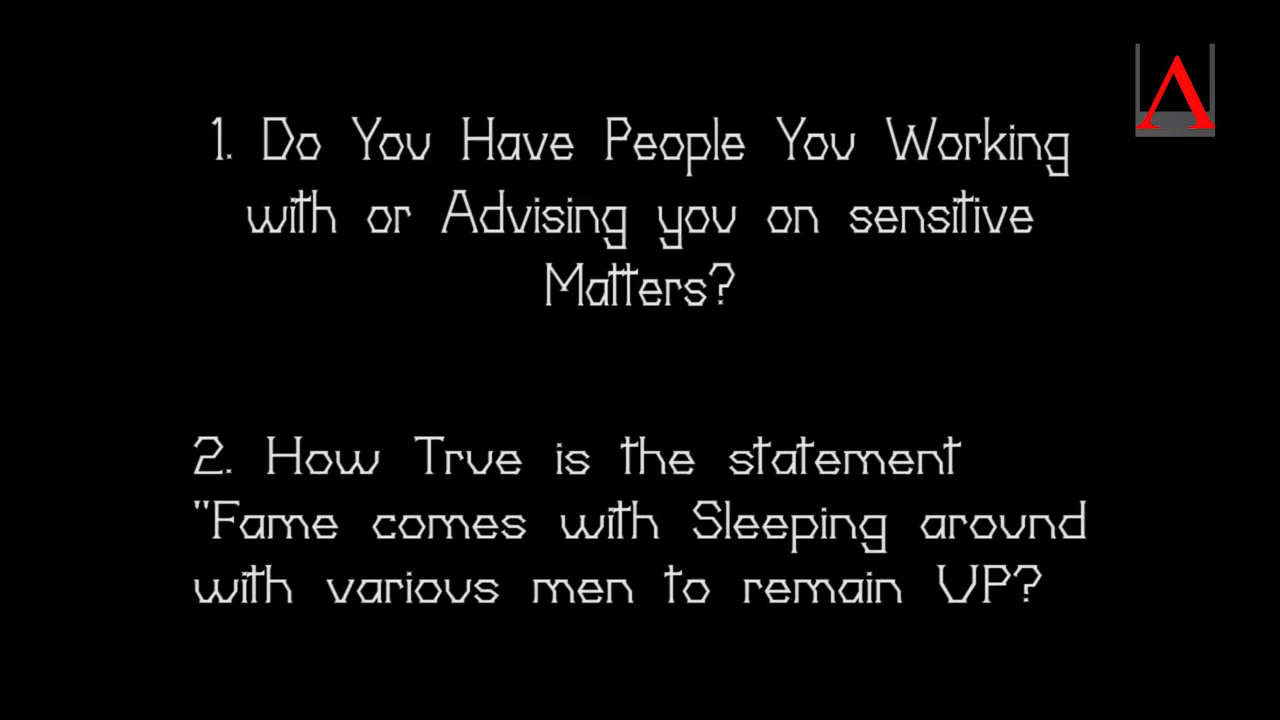 1. Do You Have People You Working
with or Advising you on sensitive
Matters?
2. How True is the statement
"Fame comes with Sleeping around
with various men to remain UP?
A